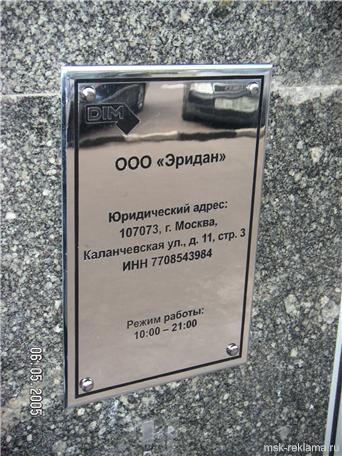 DIM
ООО «Эридан»
Юридический адрес:
107073, г. Москва,
Каланчевская ул., д. 11, стр. 3
ИНН 7708543984
Режим работы:
10:00 – 21:00
06.05.2005
msk-reklama.ru